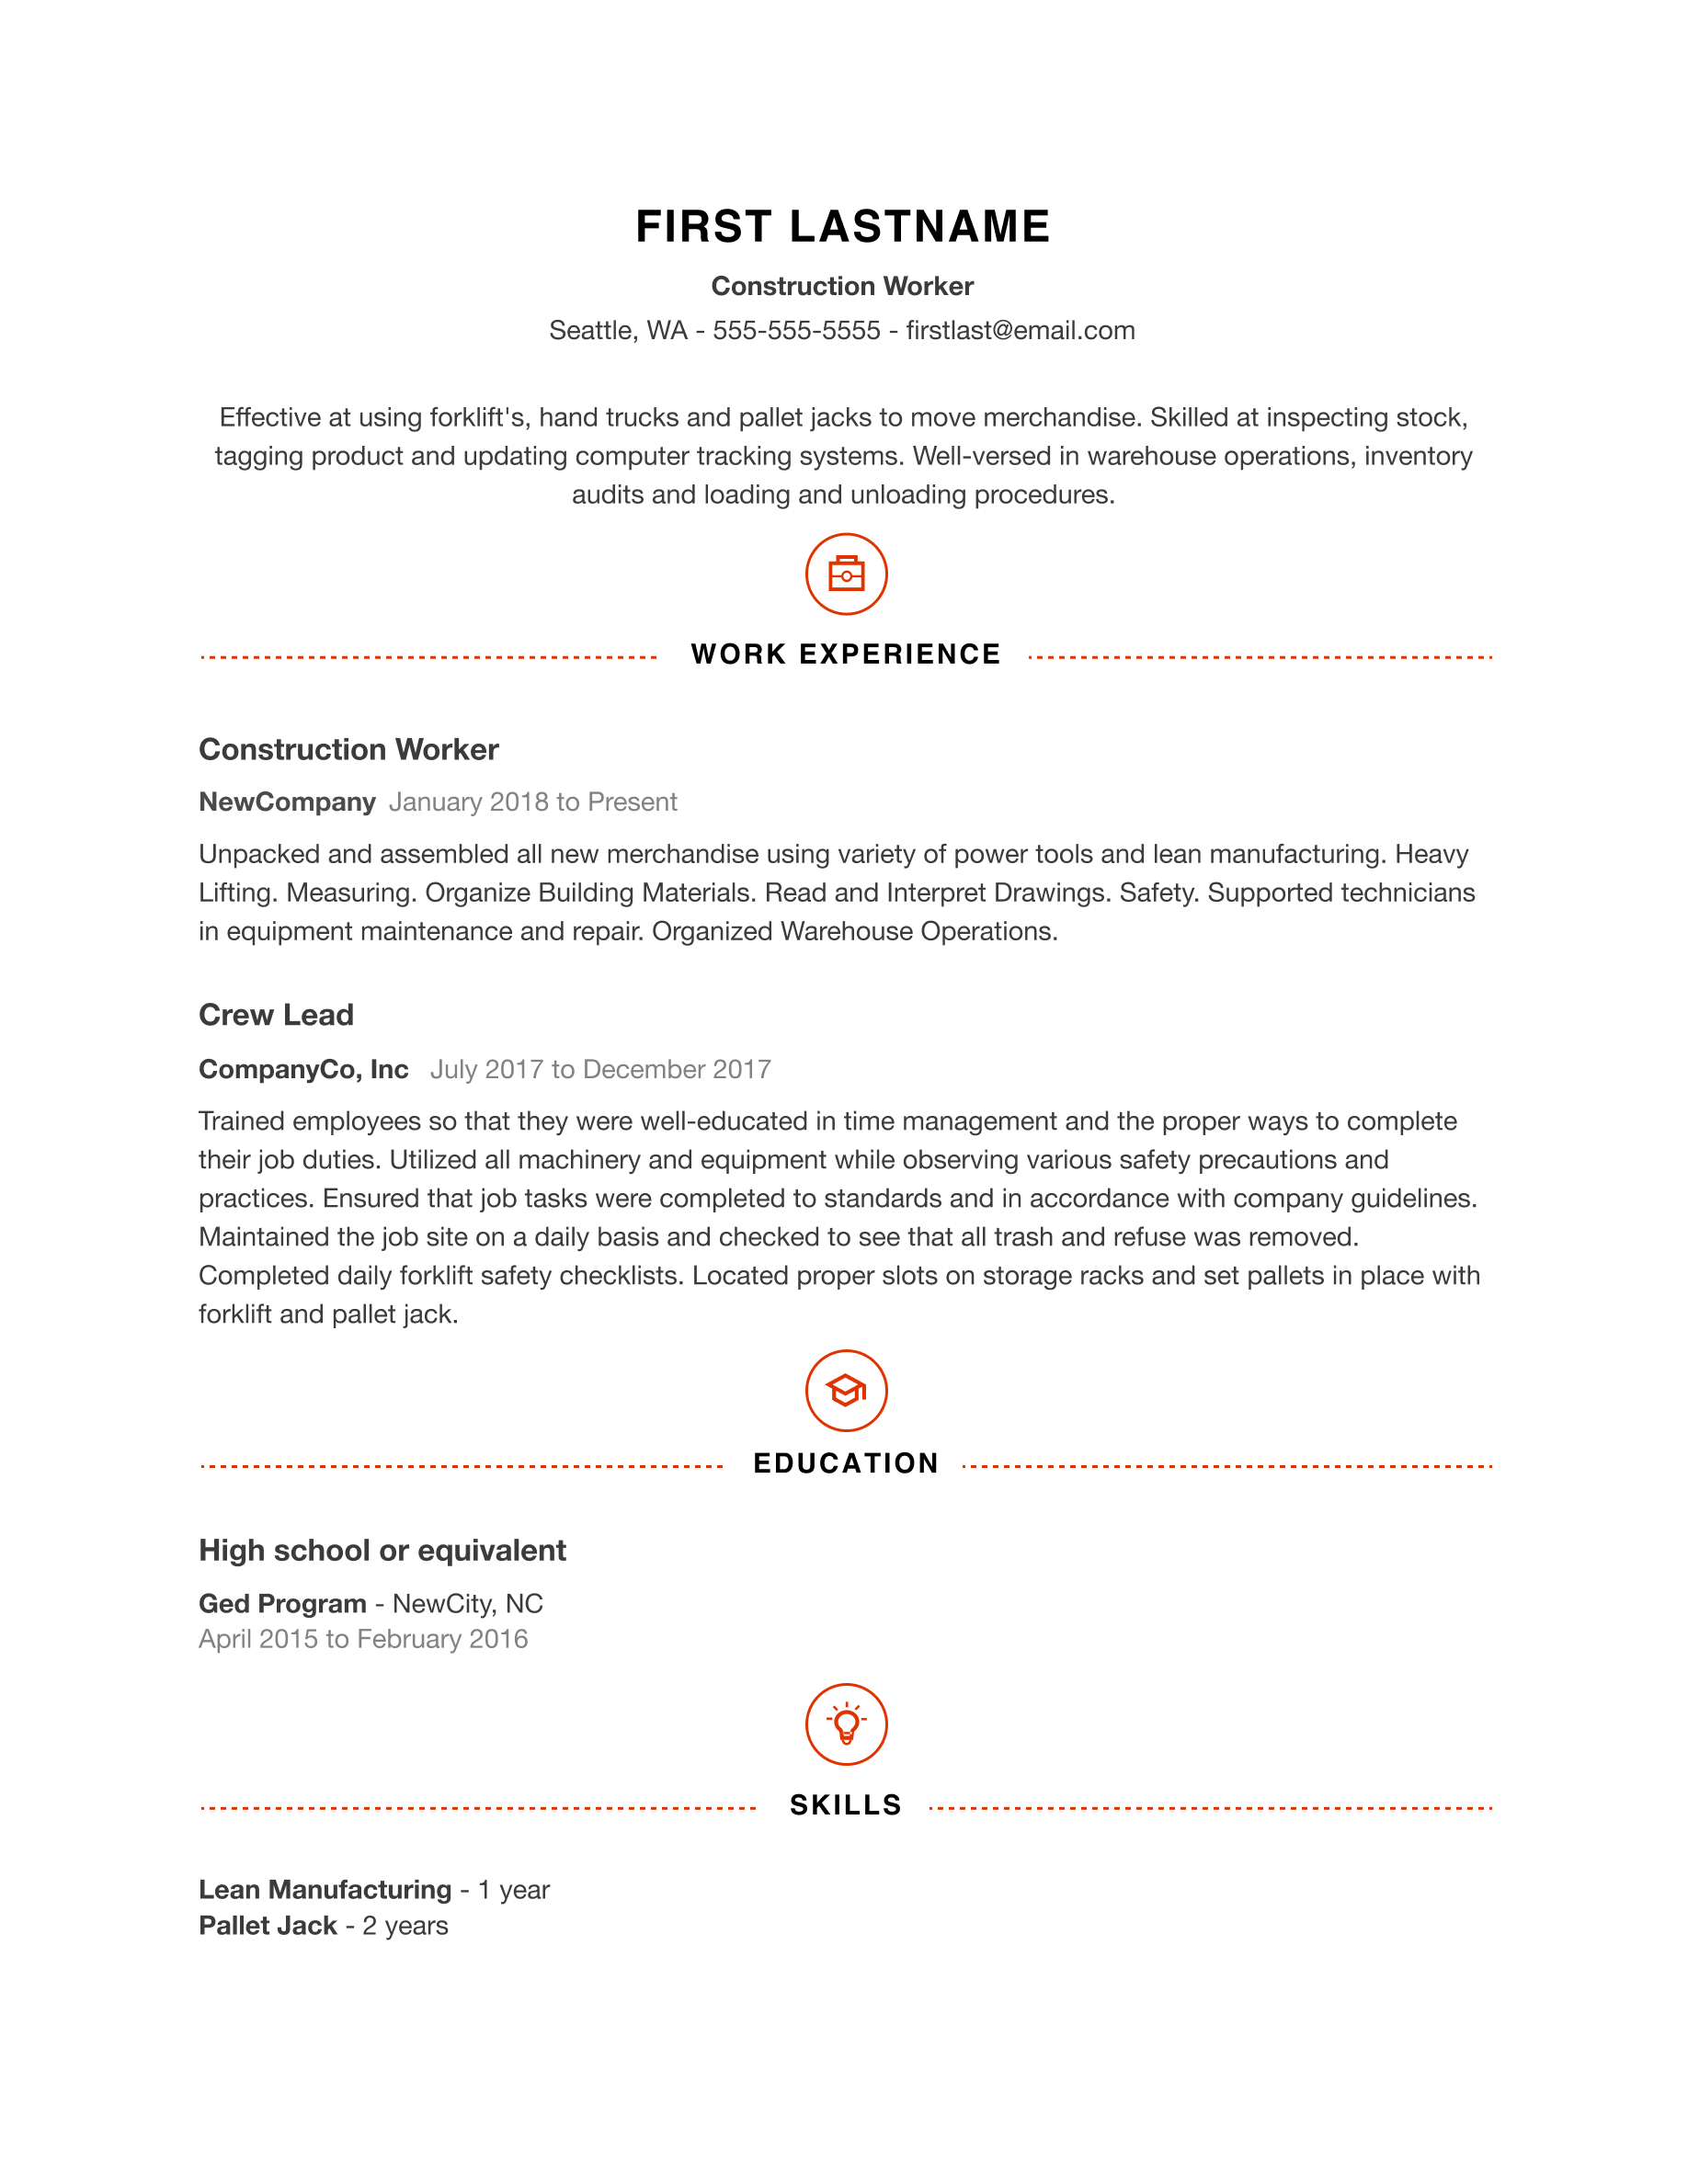 FIRST LASTNAME
Construction Worker
Seattle, WA - 555-555-5555 - firstlast@email.com
Effective at using forklift's, hand trucks and pallet jacks to move merchandise. Skilled at inspecting stock,
tagging product and updating computer tracking systems. Well-versed in warehouse operations, inventory
audits and loading and unloading procedures.
WORK EXPERIENCE
Construction Worker
NewCompany January 2018 to Present
Unpacked and assembled all new merchandise using variety of power tools and lean manufacturing. Heavy
Lifting. Measuring. Organize Building Materials. Read and Interpret Drawings. Safety. Supported technicians
in equipment maintenance and repair. Organized Warehouse Operations.
Crew Lead
CompanyCo, Inc July 2017 to December 2017
Trained employees so that they were well-educated in time management and the proper ways to complete
their job duties. Utilized all machinery and equipment while observing various safety precautions and
practices. Ensured that job tasks were completed to standards and in accordance with company guidelines.
Maintained the job site on a daily basis and checked to see that all trash and refuse was removed.
Completed daily forklift safety checklists. Located proper slots on storage racks and set pallets in place with
forklift and pallet jack.
EDUCATION
High school or equivalent
Ged Program - NewCity, NC
April 2015 to February 2016
SKILLS
Lean Manufacturing - 1 year
Pallet Jack - 2 years